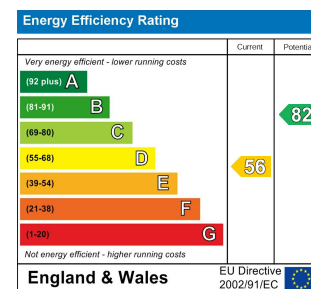 Energy Efficiency Rating
Current Potentia
Very energy efficient - lower running costs
(92 plus) A
(81-91) B
82
(69-80) C
(55-68) D
56
(39-54) E
(21-38) F
(1-20) G
Not energy efficient - higher running costs
England & Wales
EU Directive
2002/91/EC